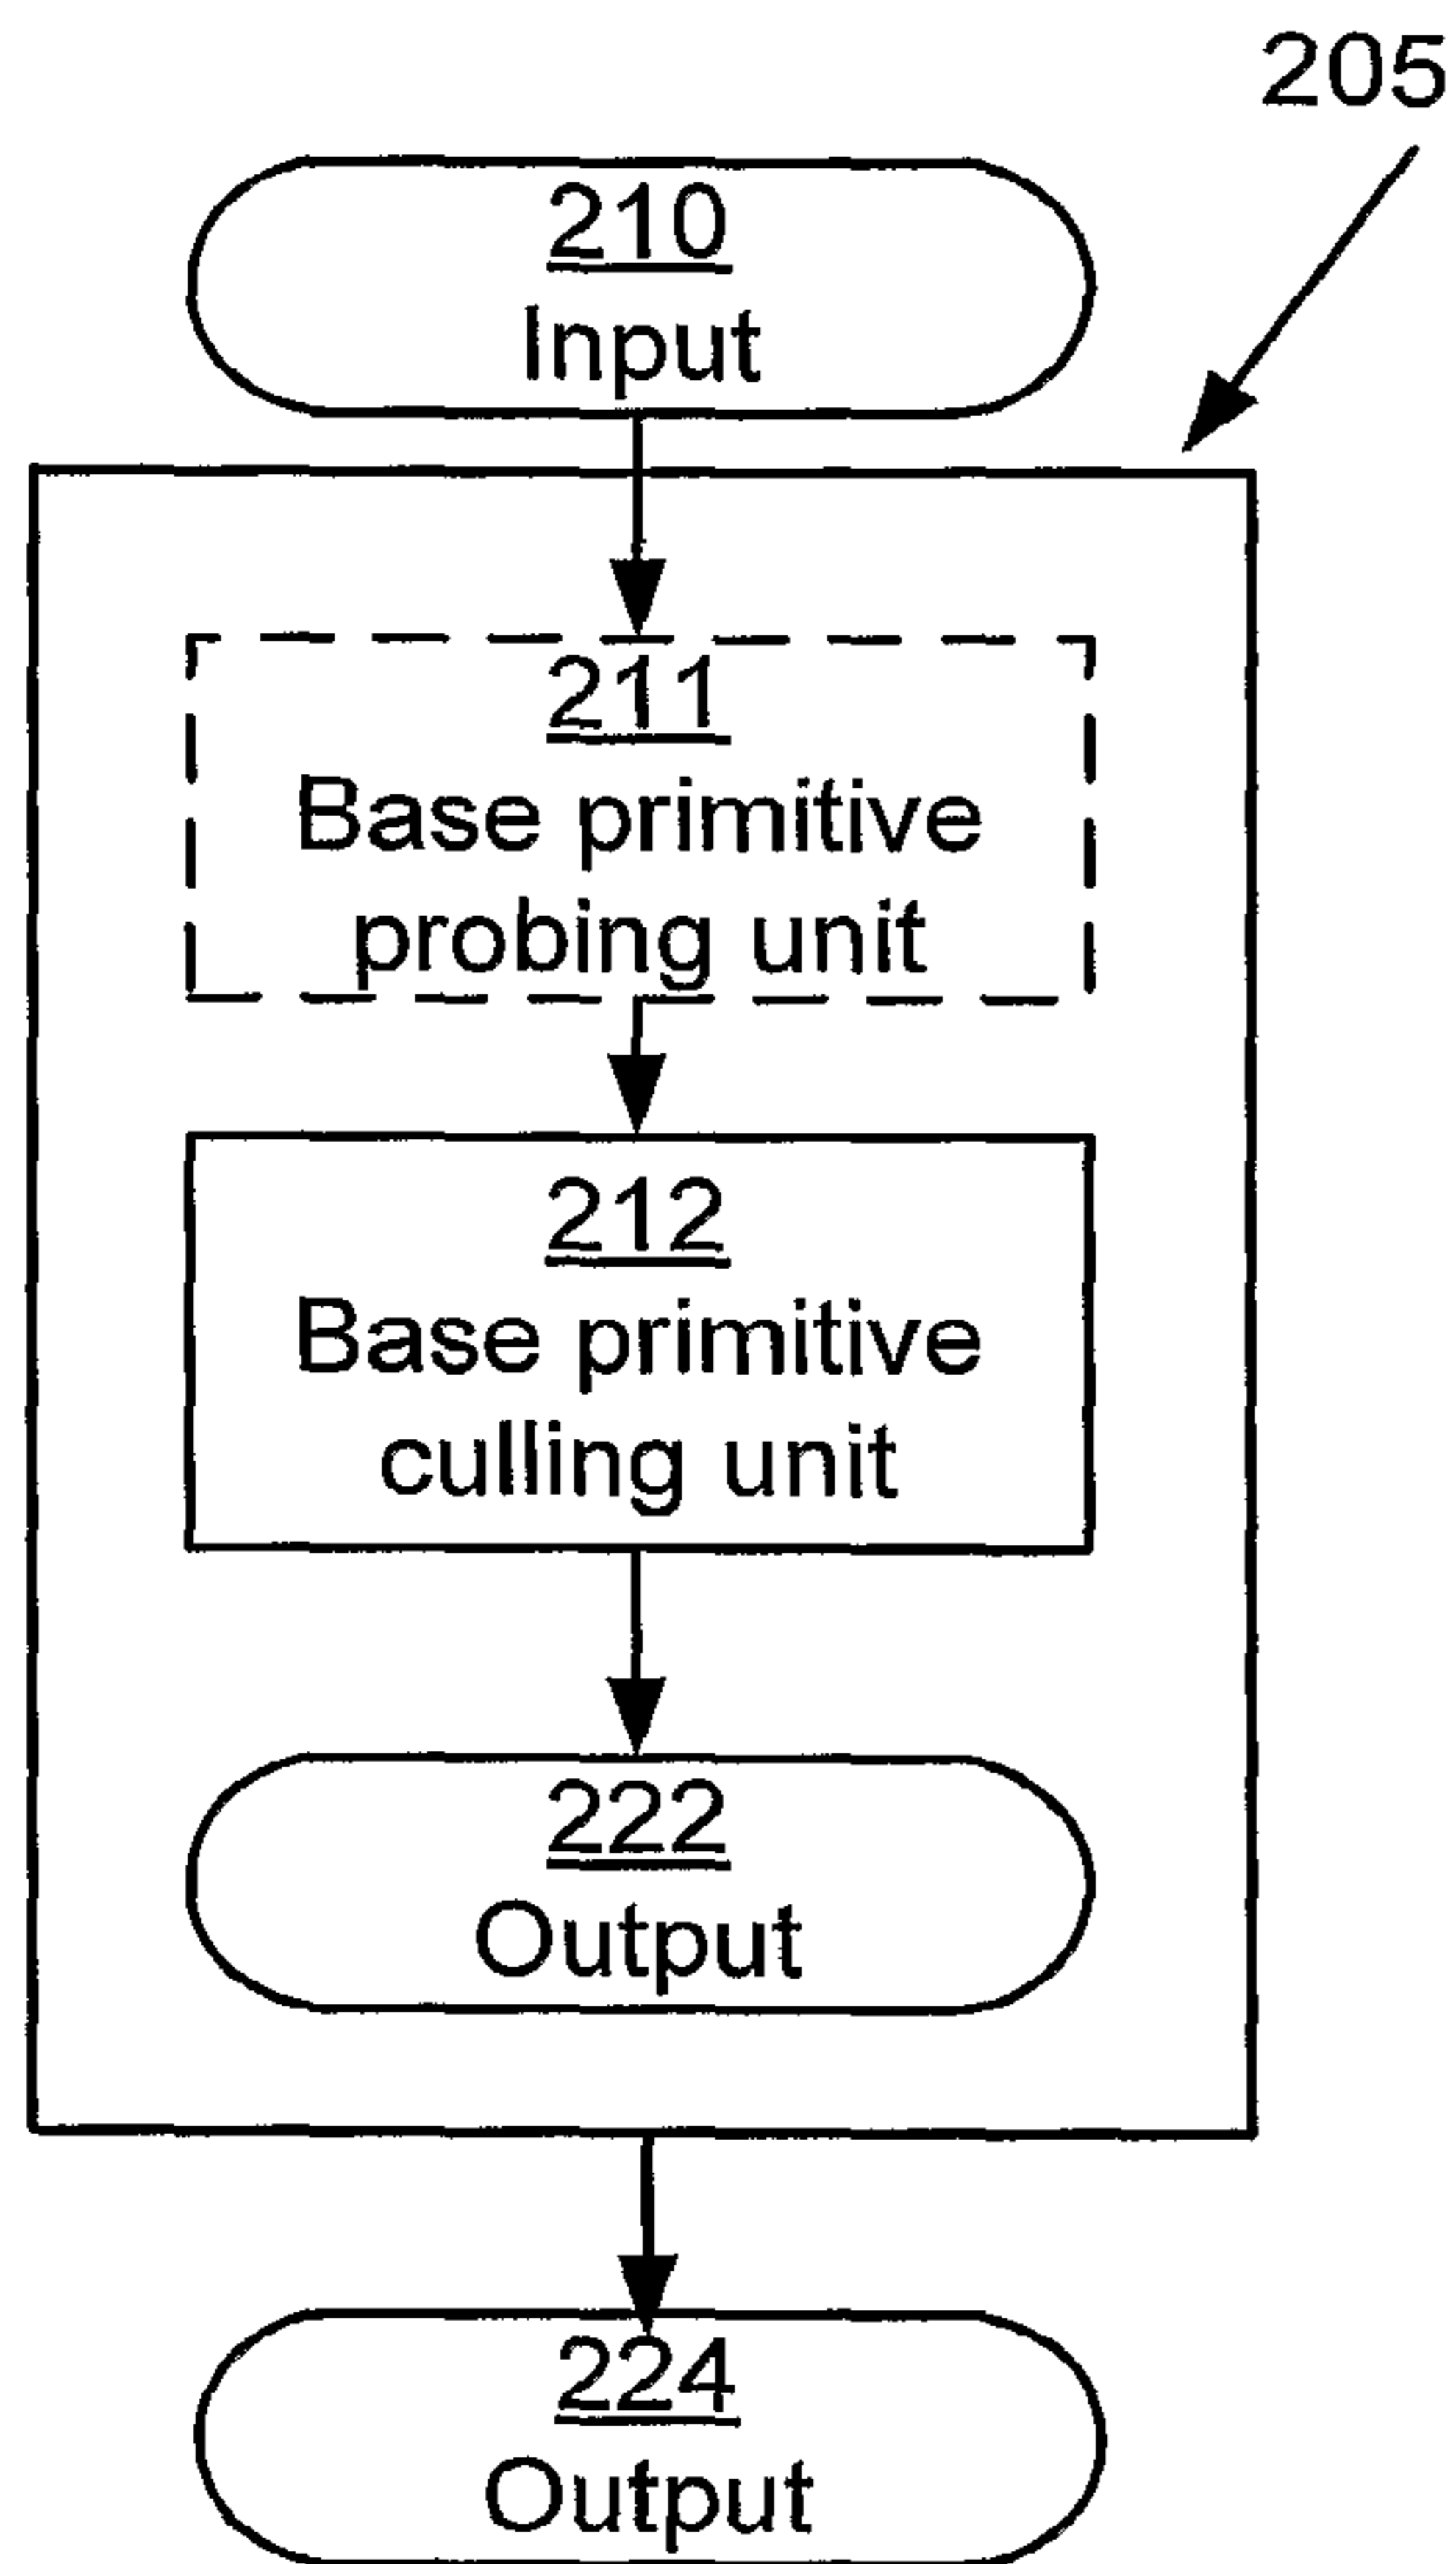 205
210
Input
211
Base primitive
probing unit
212
Base primitive
culling unit
222
Output
224
Output